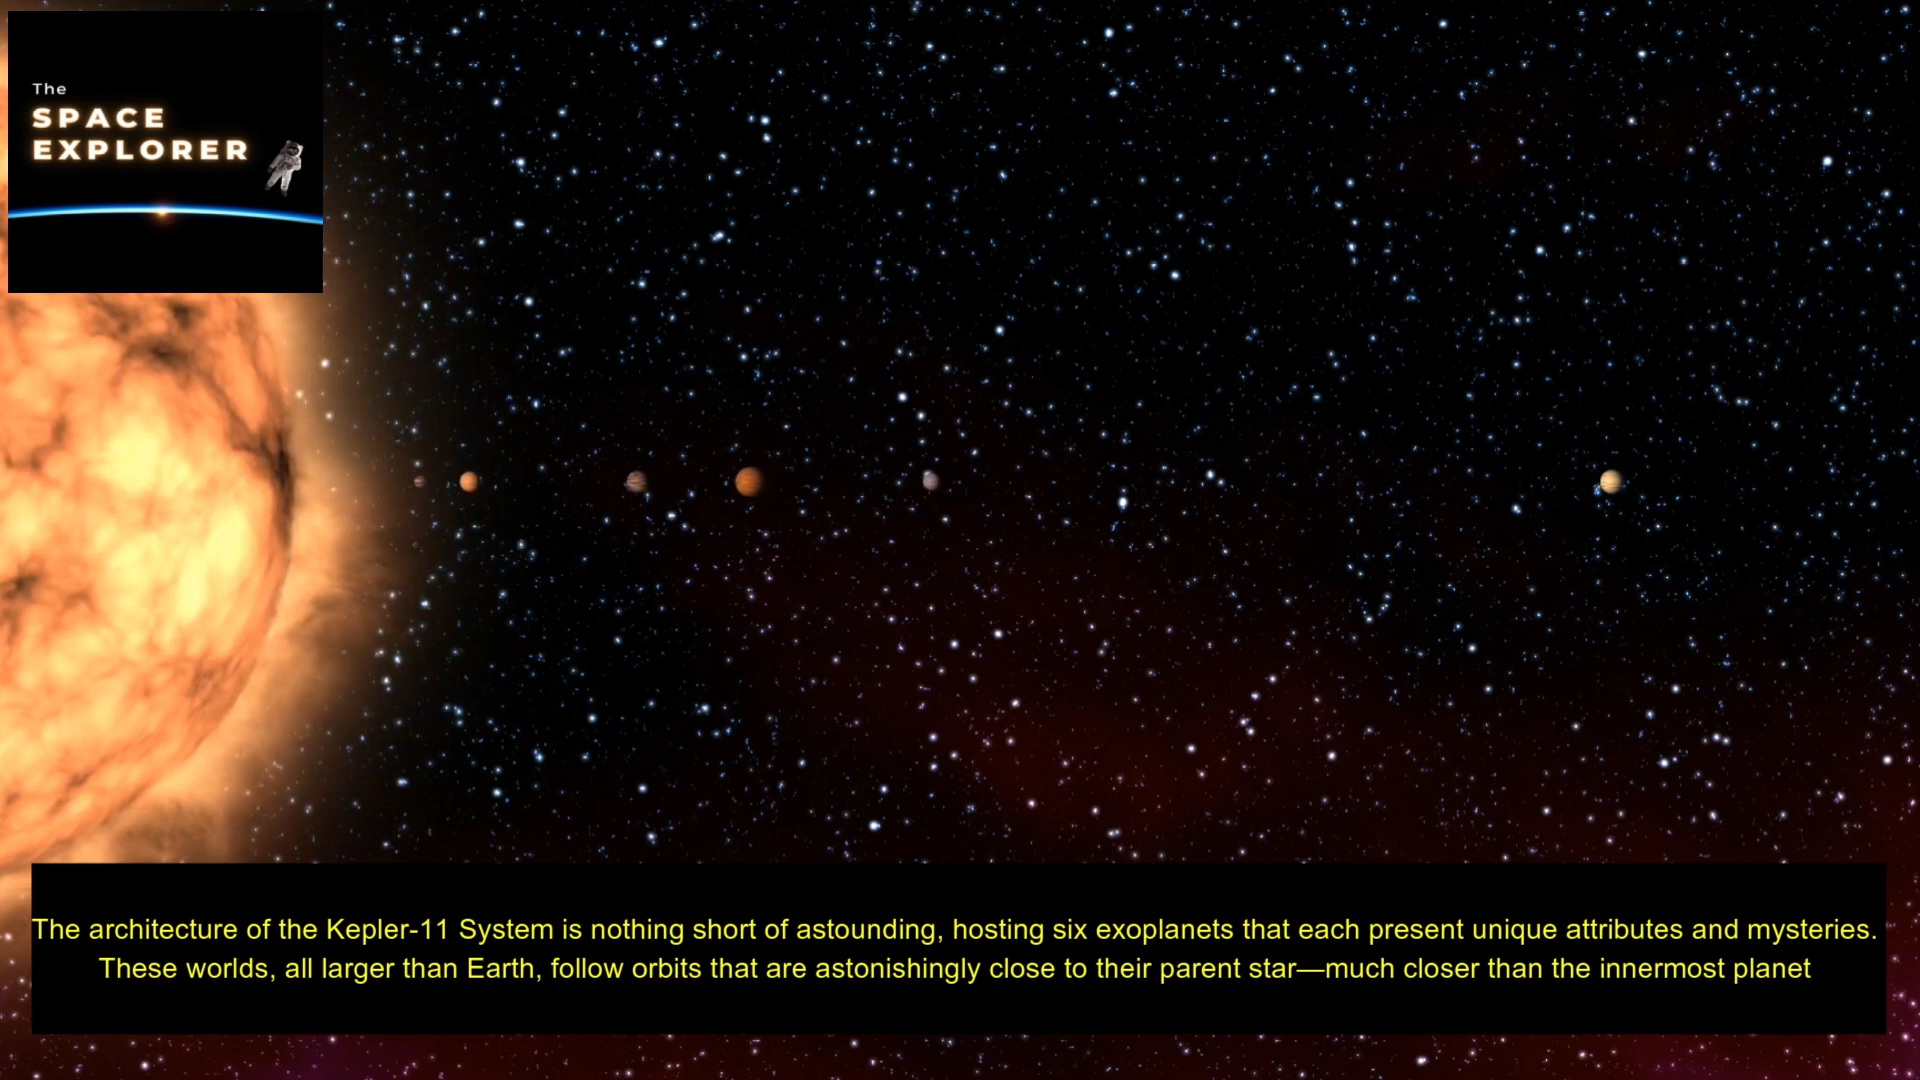 The
SPACE
EXPLORER
The architecture of the Kepler-11 System is nothing short of astounding, hosting six exoplanets that each present unique attributes and mysteries.
These worlds, all larger than Earth, follow orbits that are astonishingly close to their parent star—much closer than the innermost planet